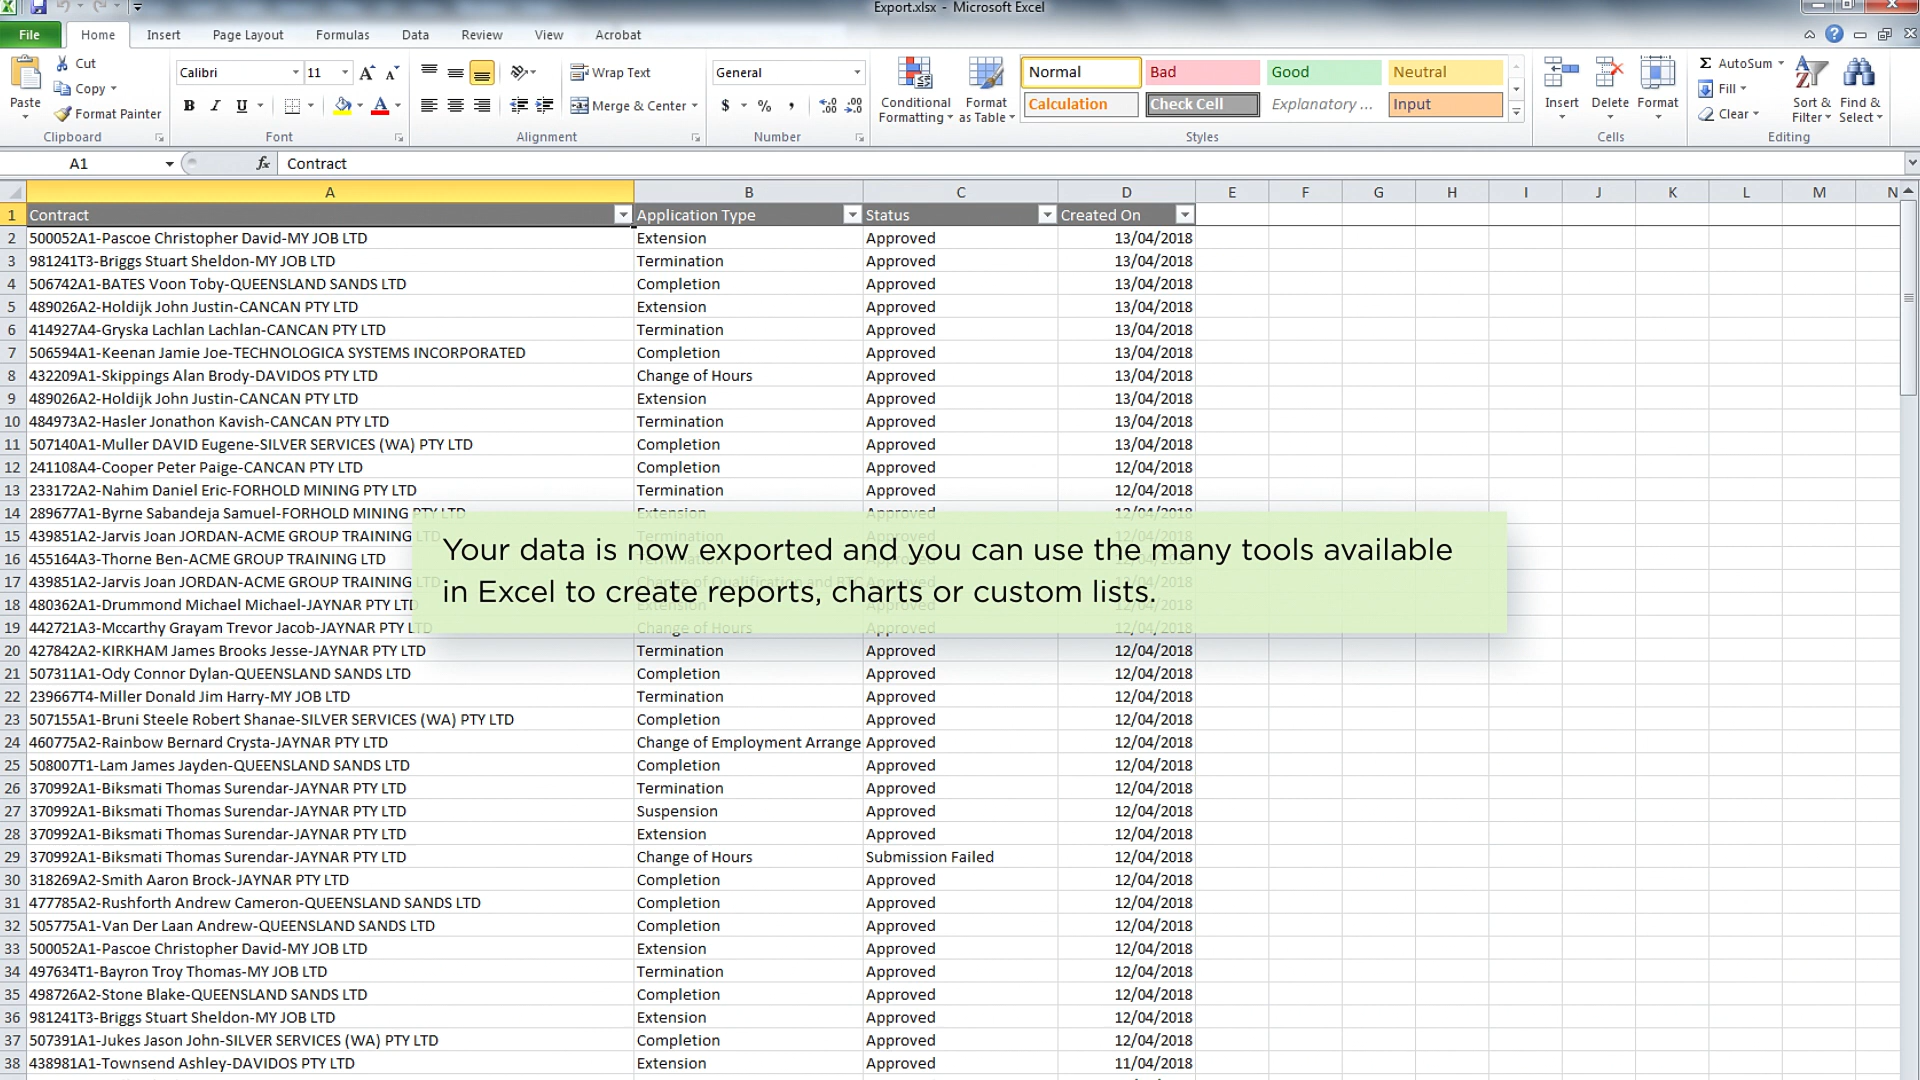 Export.xlsx - Microsoft Excel
File Home Insert Page Layout Formulas Data Review View Acrobat
Paste Cut Copy Format Painter Clipboard
Calibri 11 B I U A Font
Wrap Text Merge & Center Alignment
General $ % , Number
Conditional Formatting Format as Table Normal Bad Good Neutral Calculation Check Cell Explanatory ... Input Styles
Insert Delete Format Cells
Σ AutoSum Fill Clear Sort & Filter Find & Select Editing
A1 fx Contract
A B C D E F G H I J K L M N
1 Contract Application Type Status Created On
2 500052A1-Pascoe Christopher David-MY JOB LTD Extension Approved 13/04/2018
3 981241T3-Briggs Stuart Sheldon-MY JOB LTD Termination Approved 13/04/2018
4 506742A1-BATES Voon Toby-QUEENSLAND SANDS LTD Completion Approved 13/04/2018
5 489026A2-Holdijk John Justin-CANCAN PTY LTD Extension Approved 13/04/2018
6 414927A4-Gryska Lachlan Lachlan-CANCAN PTY LTD Termination Approved 13/04/2018
7 506594A1-Keenan Jamie Joe-TECHNOLOGICA SYSTEMS INCORPORATED Completion Approved 13/04/2018
8 432209A1-Skippings Alan Brody-DAVIDOS PTY LTD Change of Hours Approved 13/04/2018
9 489026A2-Holdijk John Justin-CANCAN PTY LTD Extension Approved 13/04/2018
10 484973A2-Hasler Jonathon Kavish-CANCAN PTY LTD Termination Approved 13/04/2018
11 507140A1-Muller DAVID Eugene-SILVER SERVICES (WA) PTY LTD Completion Approved 13/04/2018
12 241108A4-Cooper Peter Paige-CANCAN PTY LTD Completion Approved 12/04/2018
13 233172A2-Nahim Daniel Eric-FORHOLD MINING PTY LTD Termination Approved 12/04/2018
14 289677A1-Byrne Sabandeja Samuel-FORHOLD MINING PTY LTD Extension Approved 12/04/2018
15 439851A2-Jarvis Joan JORDAN-ACME GROUP TRAINING
16 455164A3-Thorne Ben-ACME GROUP TRAINING LTD
Your data is now exported and you can use the many tools available
in Excel to create reports, charts or custom lists.
17 439851A2-Jarvis Joan JORDAN-ACME GROUP TRAINING
18 480362A1-Drummond Michael Michael-JAYNAR PTY LTD
19 442721A3-Mccarthy Grayam Trevor Jacob-JAYNAR PTY LTD Change of Hours Approved 12/04/2018
20 427842A2-KIRKHAM James Brooks Jesse-JAYNAR PTY LTD Termination Approved 12/04/2018
21 507311A1-Ody Connor Dylan-QUEENSLAND SANDS LTD Completion Approved 12/04/2018
22 239667T4-Miller Donald Jim Harry-MY JOB LTD Termination Approved 12/04/2018
23 507155A1-Bruni Steele Robert Shanae-SILVER SERVICES (WA) PTY LTD Completion Approved 12/04/2018
24 460775A2-Rainbow Bernard Crysta-JAYNAR PTY LTD Change of Employment Arrange Approved 12/04/2018
25 508007T1-Lam James Jayden-QUEENSLAND SANDS LTD Completion Approved 12/04/2018
26 370992A1-Biksmati Thomas Surendar-JAYNAR PTY LTD Termination Approved 12/04/2018
27 370992A1-Biksmati Thomas Surendar-JAYNAR PTY LTD Suspension Approved 12/04/2018
28 370992A1-Biksmati Thomas Surendar-JAYNAR PTY LTD Extension Approved 12/04/2018
29 370992A1-Biksmati Thomas Surendar-JAYNAR PTY LTD Change of Hours Submission Failed 12/04/2018
30 318269A2-Smith Aaron Brock-JAYNAR PTY LTD Completion Approved 12/04/2018
31 477785A2-Rushforth Andrew Cameron-QUEENSLAND SANDS LTD Completion Approved 12/04/2018
32 505775A1-Van Der Laan Andrew-QUEENSLAND SANDS LTD Completion Approved 12/04/2018
33 500052A1-Pascoe Christopher David-MY JOB LTD Extension Approved 12/04/2018
34 497634T1-Bayron Troy Thomas-MY JOB LTD Termination Approved 12/04/2018
35 498726A2-Stone Blake-QUEENSLAND SANDS LTD Completion Approved 12/04/2018
36 981241T3-Briggs Stuart Sheldon-MY JOB LTD Extension Approved 12/04/2018
37 507391A1-Jukes Jason John-SILVER SERVICES (WA) PTY LTD Completion Approved 12/04/2018
38 438981A1-Townsend Ashley-DAVIDOS PTY LTD Extension Approved 11/04/2018